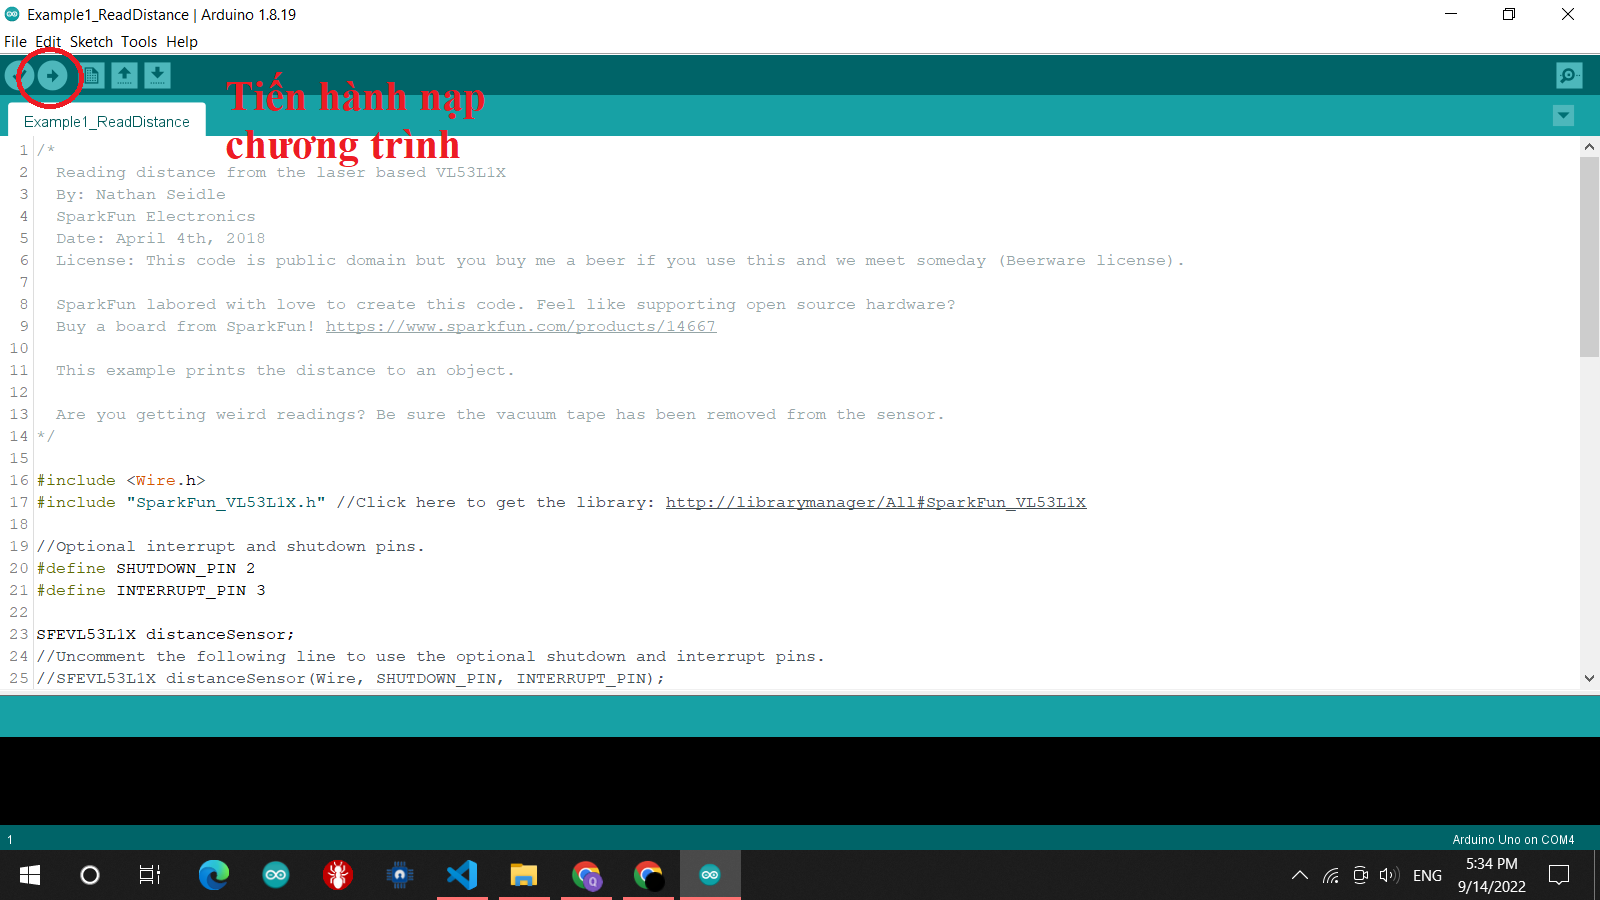 Example1_ReadDistance | Arduino 1.8.19
File Edit Sketch Tools Help
Tiến hành nạp
chương trình
Example1_ReadDistance
1 /*
2 Reading distance from the laser based VL53L1X
3 By: Nathan Seidle
4 SparkFun Electronics
5 Date: April 4th, 2018
6 License: This code is public domain but you buy me a beer if you use this and we meet someday (Beerware license).
7
8 SparkFun labored with love to create this code. Feel like supporting open source hardware?
9 Buy a board from SparkFun! https://www.sparkfun.com/products/14667
10
11 This example prints the distance to an object.
12
13 Are you getting weird readings? Be sure the vacuum tape has been removed from the sensor.
14 */
15
16 #include <Wire.h>
17 #include "SparkFun_VL53L1X.h" //Click here to get the library: http://librarymanager/All#SparkFun_VL53L1X
18
19 //Optional interrupt and shutdown pins.
20 #define SHUTDOWN_PIN 2
21 #define INTERRUPT_PIN 3
22
23 SFEVL53L1X distanceSensor;
24 //Uncomment the following line to use the optional shutdown and interrupt pins.
25 //SFEVL53L1X distanceSensor(Wire, SHUTDOWN_PIN, INTERRUPT_PIN);
1
Arduino Uno on COM4
Q
ENG
5:34 PM
9/14/2022